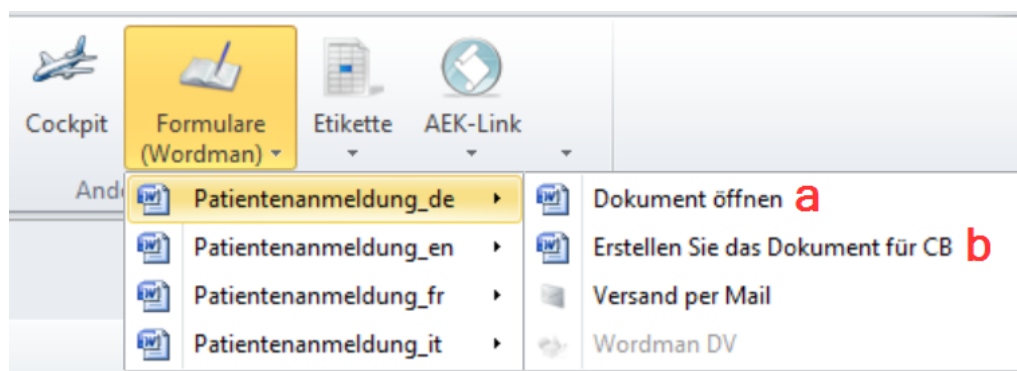 Cockpit
Formulare
(Wordman)
Etikette
AEK-Link
Ande
Patientenanmeldung_de
Dokument öffnen a
Patientenanmeldung_en
Erstellen Sie das Dokument für CB b
Patientenanmeldung_fr
Versand per Mail
Patientenanmeldung_it
Wordman DV